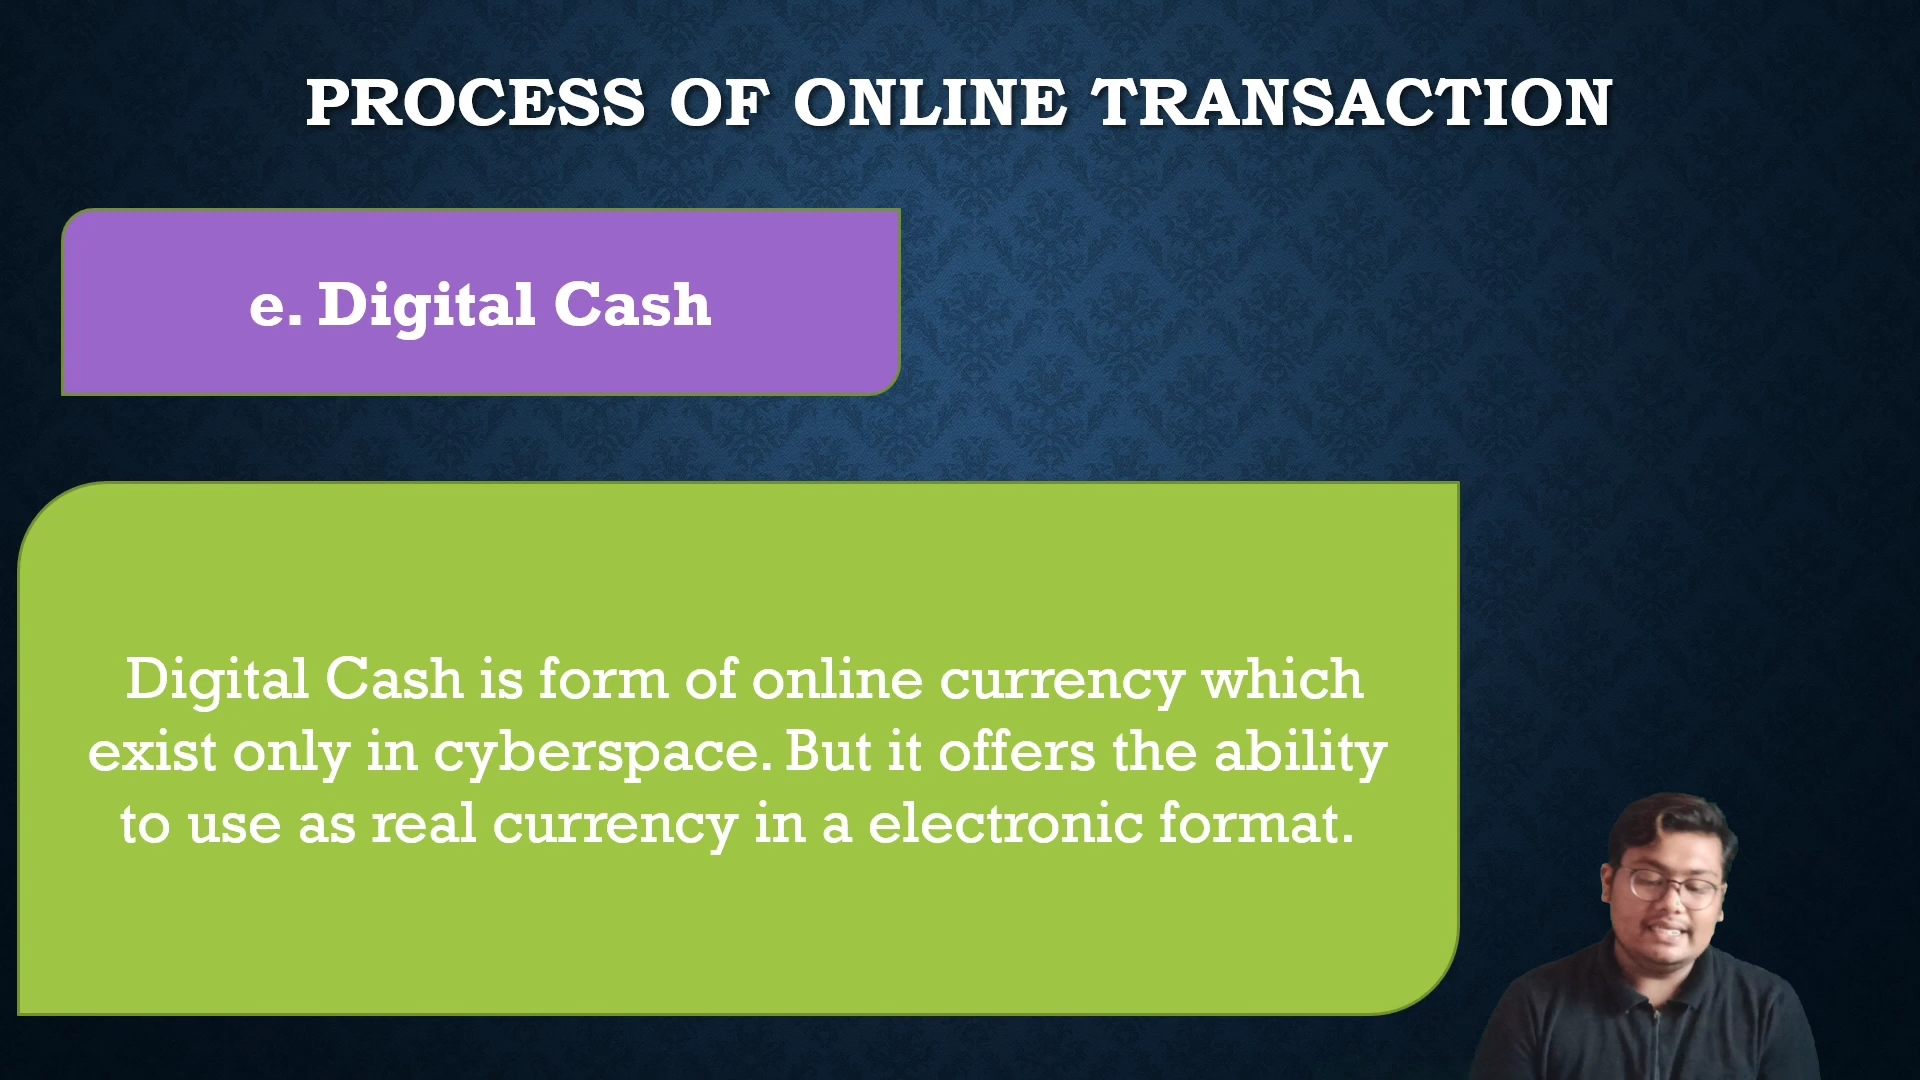 PROCESS OF ONLINE TRANSACTION
e. Digital Cash
Digital Cash is form of online currency which
exist only in cyberspace. But it offers the ability
to use as real currency in a electronic format.